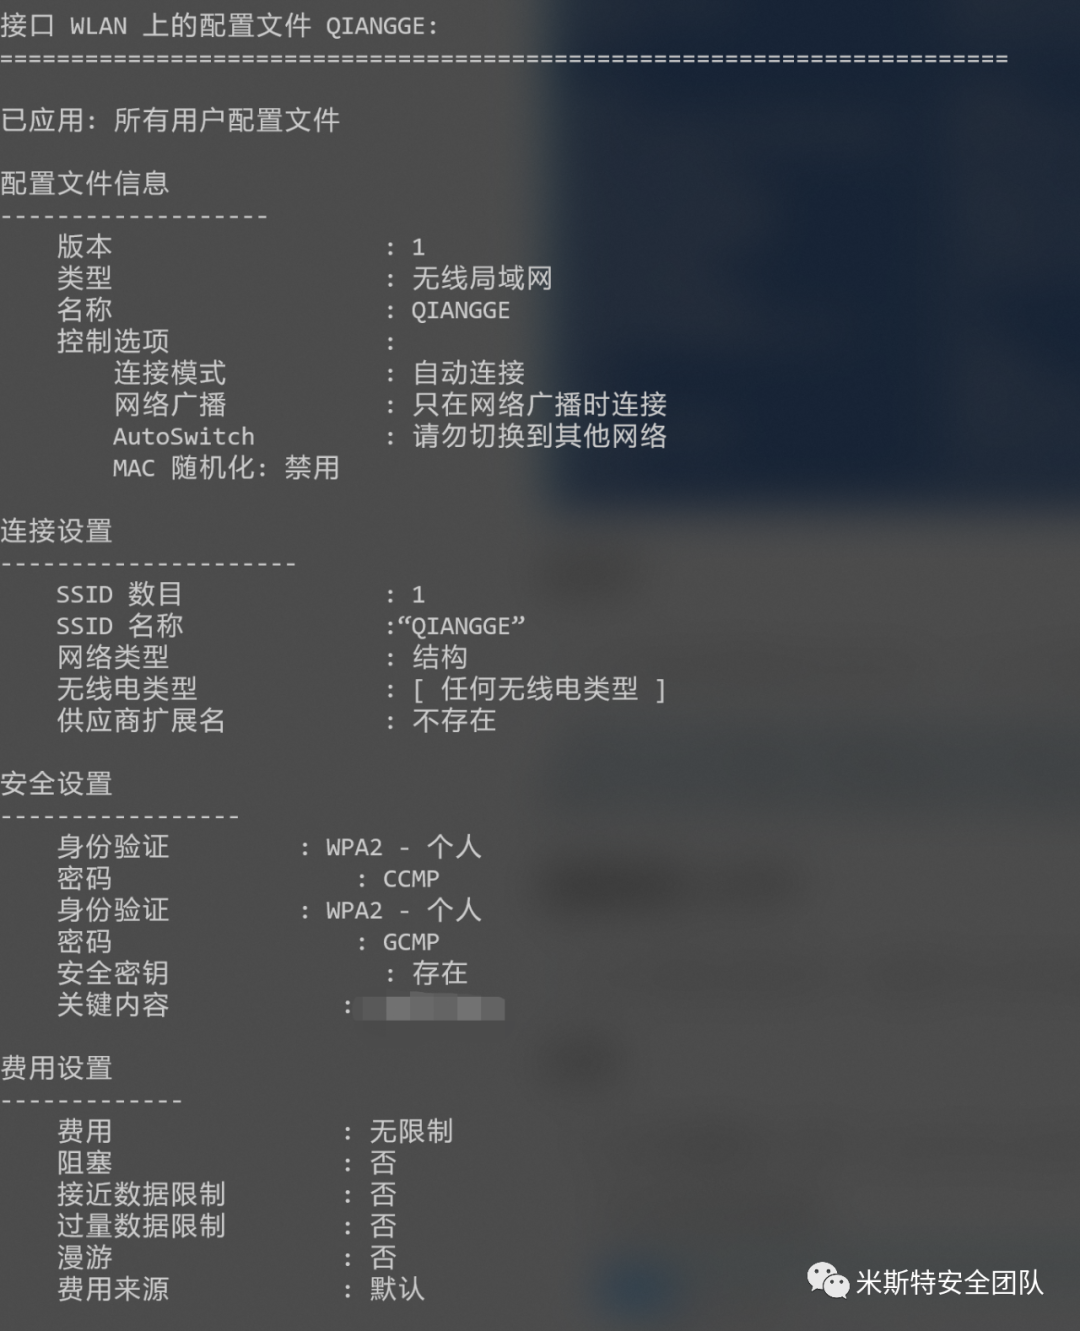 接口 WLAN 上的配置文件 QIANGGE:
=======================================================================
已应用: 所有用户配置文件
配置文件信息
-------------------
版本 : 1
类型 : 无线局域网
名称 : QIANGGE
控制选项 :
连接模式 : 自动连接
网络广播 : 只在网络广播时连接
AutoSwitch : 请勿切换到其他网络
MAC 随机化: 禁用
连接设置
---------------------
SSID 数目 : 1
SSID 名称 :“QIANGGE”
网络类型 : 结构
无线电类型 : [ 任何无线电类型 ]
供应商扩展名 : 不存在
安全设置
-----------------
身份验证 : WPA2 - 个人
密码 : CCMP
身份验证 : WPA2 - 个人
密码 : GCMP
安全密钥 : 存在
关键内容 :
费用设置
-------------
费用 : 无限制
阻塞 : 否
接近数据限制 : 否
过量数据限制 : 否
漫游 : 否
费用来源 : 默认
米斯特安全团队